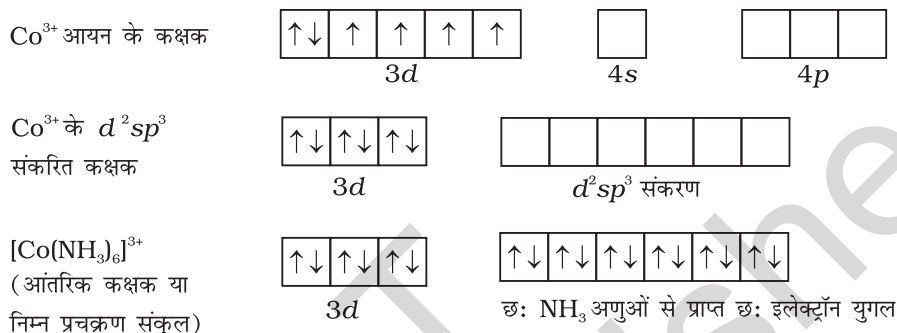 Co³⁺ आयन के कक्षक
↑↓ ↑ ↑ ↑ ↑
3d 4s 4p
Co³⁺ के d²sp³
संकरित कक्षक
↑↓ ↑↓ ↑↓
3d d²sp³ संकरण
[Co(NH₃)₆]³⁺
(आंतरिक कक्षक या
निम्न प्रचक्रण संकुल)
↑↓ ↑↓ ↑↓ ↑↓ ↑↓ ↑↓ ↑↓ ↑↓ ↑↓
3d छः NH₃ अणुओं से प्राप्त छः इलेक्ट्रॉन युगल